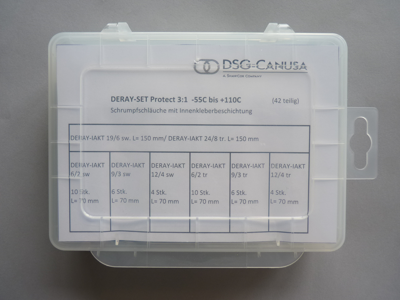 DSG-CANUSA
DERAY-SET Protect 3:1 -55C bis +110C (42 teilig)
Schrumpfschläuche mit Innenkleberbeschichtung
DERAY-IAKT 19/6 sw. L= 150 mm/ DERAY-IAKT 24/8 tr. L= 150 mm
DERAY-IAKT DERAY-IAKT DERAY-IAKT DERAY-IAKT DERAY-IAKT DERAY-IAKT
6/2 sw 9/3 sw 12/4 sw 6/2 tr 9/3 tr 12/4 tr
10 Stk. 6 Stk. 4 Stk. 10 Stk. 6 Stk. 4 Stk.
L= 70 mm L= 70 mm L= 70 mm L= 70 mm L= 70 mm L= 70 mm